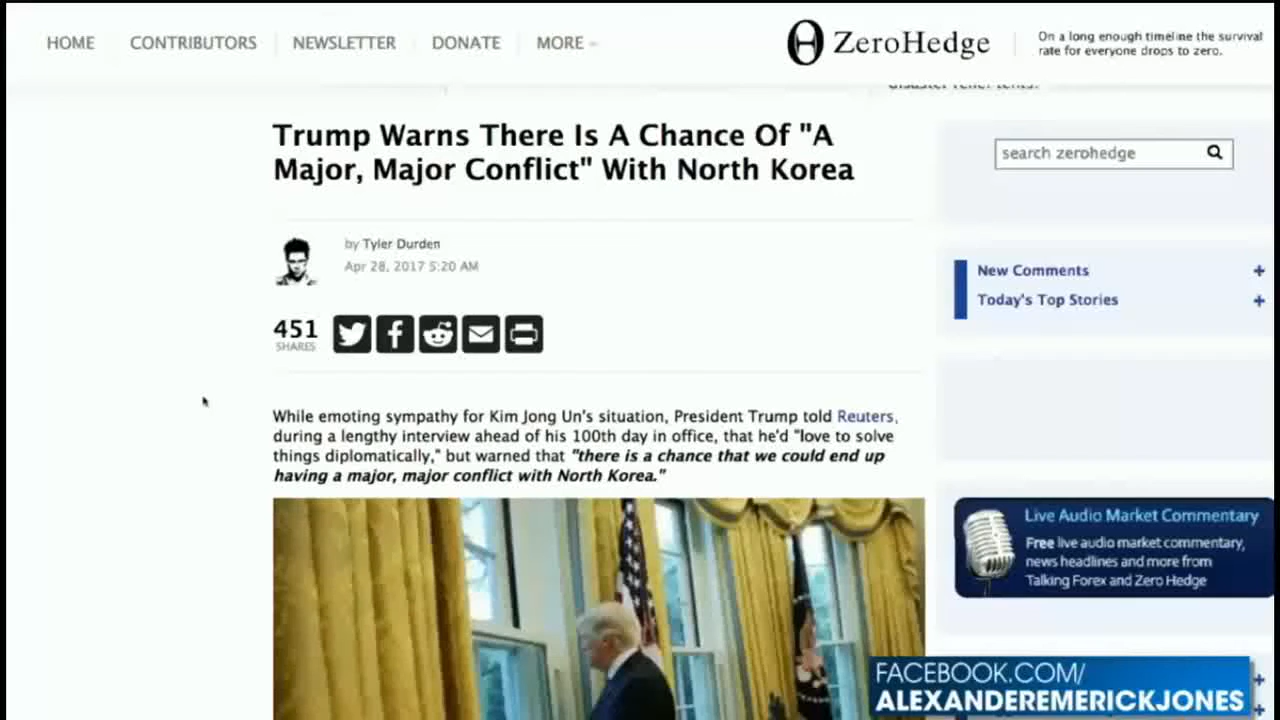 HOME
CONTRIBUTORS
NEWSLETTER
DONATE
MORE
ZeroHedge
On a long enough timeline the survival
rate for everyone drops to zero.
Trump Warns There Is A Chance Of "A
Major, Major Conflict" With North Korea
search zerohedge
by Tyler Durden
Apr 28, 2017 5:20 AM
New Comments
+
Today's Top Stories
+
451
SHARES
While emoting sympathy for Kim Jong Un's situation, President Trump told Reuters,
during a lengthy interview ahead of his 100th day in office, that he'd "love to solve
things diplomatically," but warned that "there is a chance that we could end up
having a major, major conflict with North Korea."
Live Audio Market Commentary
Free live audio market commentary,
news headlines and more from
Talking Forex and Zero Hedge
FACEBOOK.COM/
ALEXANDEREMERICKJONES
+
+